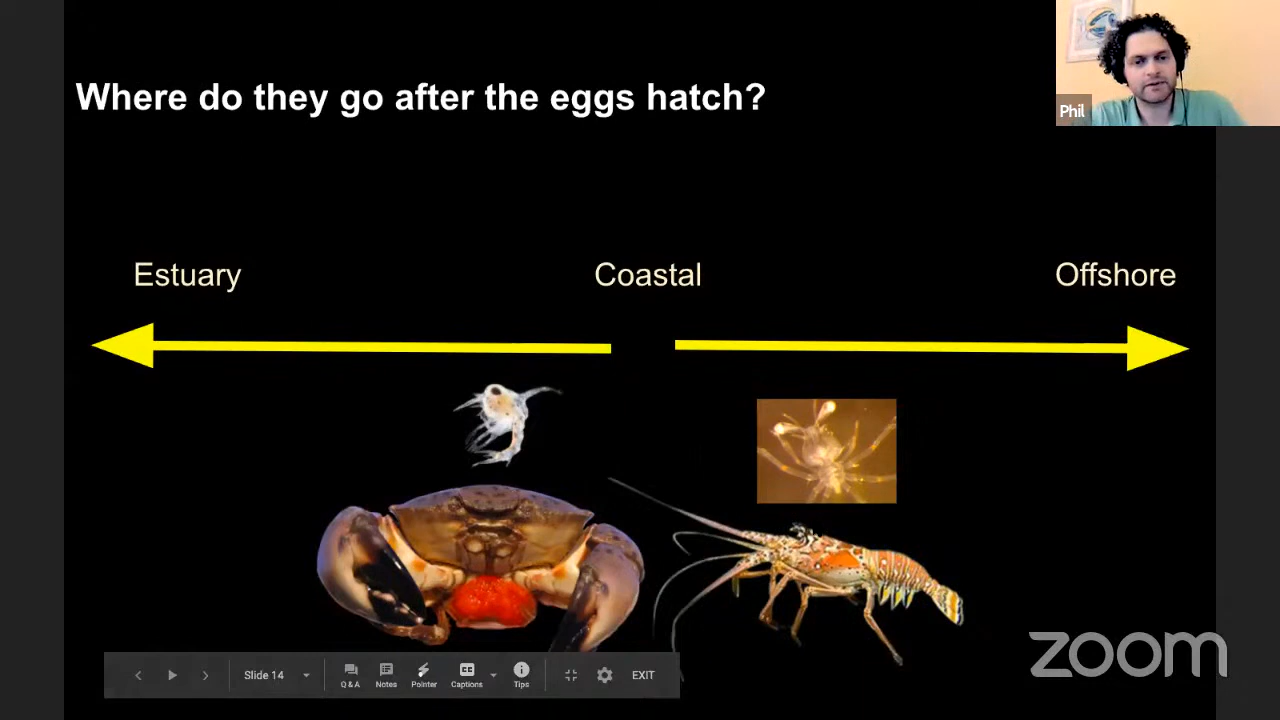 Where do they go after the eggs hatch?
Phil
Estuary
Coastal
Offshore
zoom
Slide 14
Q & A
Notes
Pointer
CC
Captions
Tips
EXIT